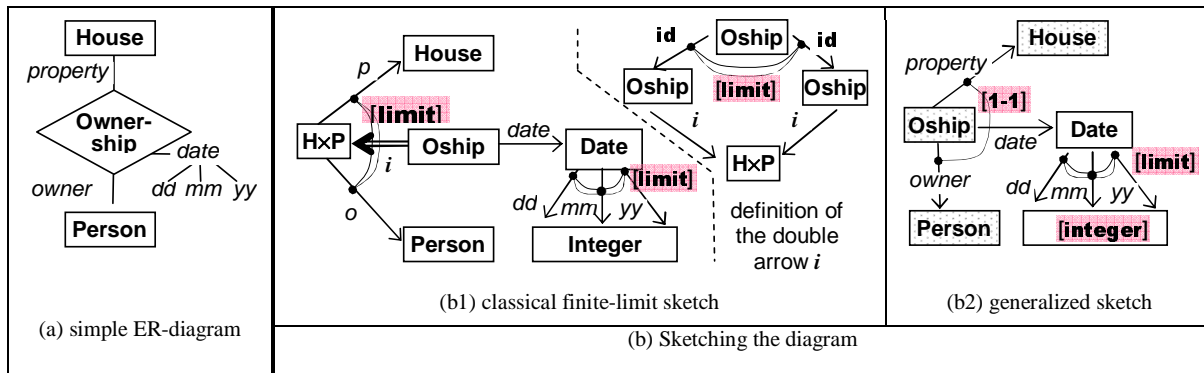 House
property
Owner-
ship
date
dd mm yy
owner
Person
(a) simple ER-diagram
House
p
[limit]
H×P
i
Oship
date
Date
[limit]
dd
mm
yy
o
Person
Integer
id
Oship
id
Oship
[limit]
Oship
i
i
H×P
definition of
the double
arrow i
(b1) classical finite-limit sketch
House
property
[1-1]
Oship
date
Date
[limit]
owner
dd
mm
yy
Person
[integer]
(b2) generalized sketch
(b) Sketching the diagram